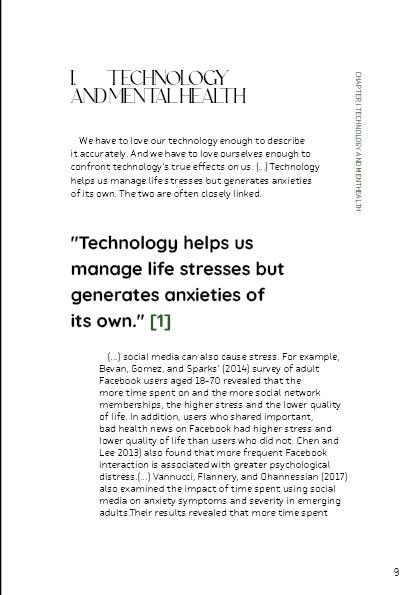 I. TECHNOLOGY
AND MENTAL HEALTH
We have to love our technology enough to describe
it accurately. And we have to love ourselves enough to
confront technology's true effects on us. (...) Technology
helps us manage life stresses but generates anxieties
of its own. The two are often closely linked.
"Technology helps us
manage life stresses but
generates anxieties of
its own." [1]
(...) social media can also cause stress. For example,
Bevan, Gomez, and Sparks' (2014) survey of adult
Facebook users aged 18-70 revealed that the
more time spent on and the more social network
memberships, the higher stress and the lower quality
of life. In addition, users who shared important,
bad health news on Facebook had higher stress and
lower quality of life than users who did not. Chen and
Lee 2013) also found that more frequent Facebook
interaction is associated with greater psychological
distress.(...) Vannucci, Flannery, and Ohannessian (2017)
also examined the impact of time spent using social
media on anxiety symptoms and severity in emerging
adults.Their results revealed that more time spent
CHAPTER I. TECHNOLOGY AND MENTHEALTH
9